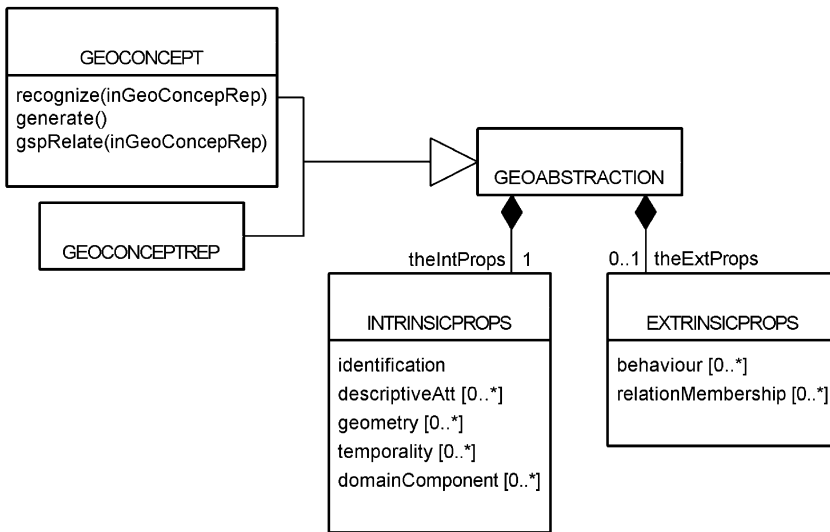 GEOCONCEPT
recognize(inGeoConcepRep)
generate()
gspRelate(inGeoConcepRep)
GEOABSTRACTION
GEOCONCEPTREP
theIntProps 1
0..1 theExtProps
INTRINSICPROPS
identification
descriptiveAtt [0..*]
geometry [0..*]
temporality [0..*]
domainComponent [0..*]
EXTRINSICPROPS
behaviour [0..*]
relationMembership [0..*]